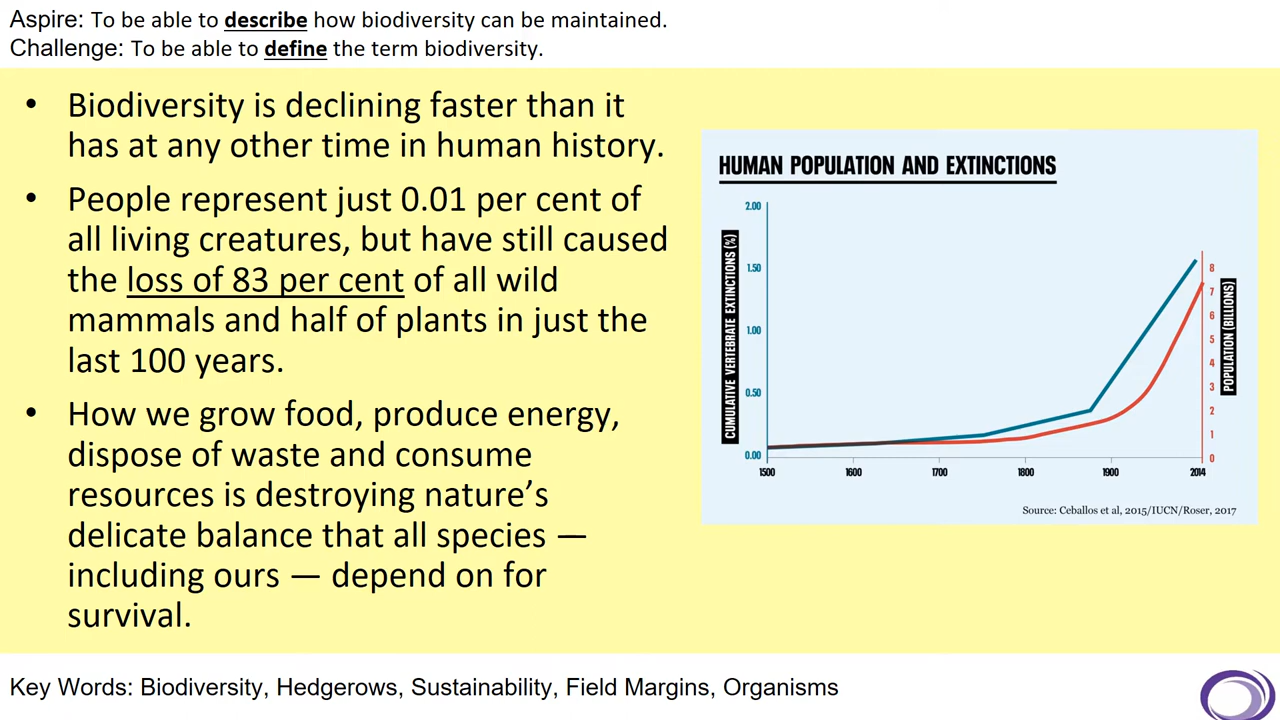 Aspire: To be able to describe how biodiversity can be maintained.
Challenge: To be able to define the term biodiversity.
• Biodiversity is declining faster than it
has at any other time in human history.
• People represent just 0.01 per cent of
all living creatures, but have still caused
the loss of 83 per cent of all wild
mammals and half of plants in just the
last 100 years.
• How we grow food, produce energy,
dispose of waste and consume
resources is destroying nature’s
delicate balance that all species —
including ours — depend on for
survival.
HUMAN POPULATION AND EXTINCTIONS
CUMULATIVE VERTEBRATE EXTINCTIONS (%)
2.00
1.50
1.00
0.50
0.00
1500 1600 1700 1800 1900 2014
8
7
6
5
4
3
2
1
0
POPULATION (BILLIONS)
Source: Ceballos et al, 2015/IUCN/Roser, 2017
Key Words: Biodiversity, Hedgerows, Sustainability, Field Margins, Organisms